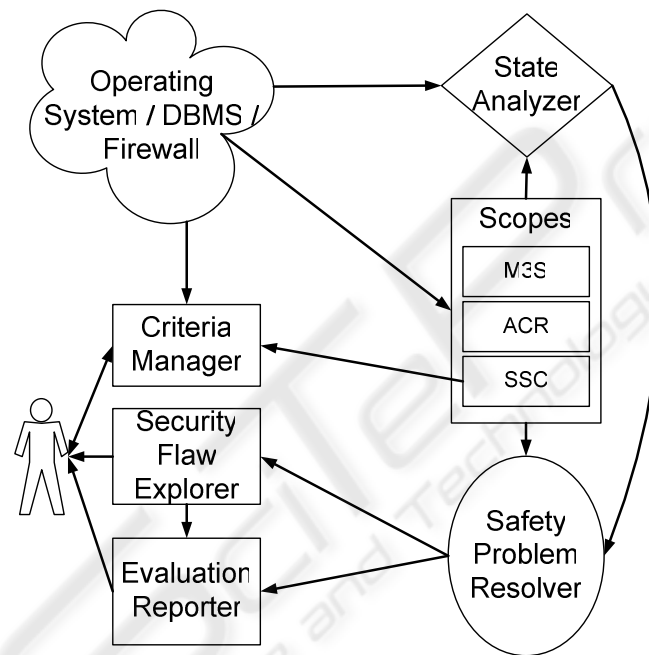 Operating
System / DBMS /
Firewall
State
Analyzer
Scopes
M3S
ACR
SSC
Criteria
Manager
Security
Flaw
Explorer
Evaluation
Reporter
Safety
Problem
Resolver